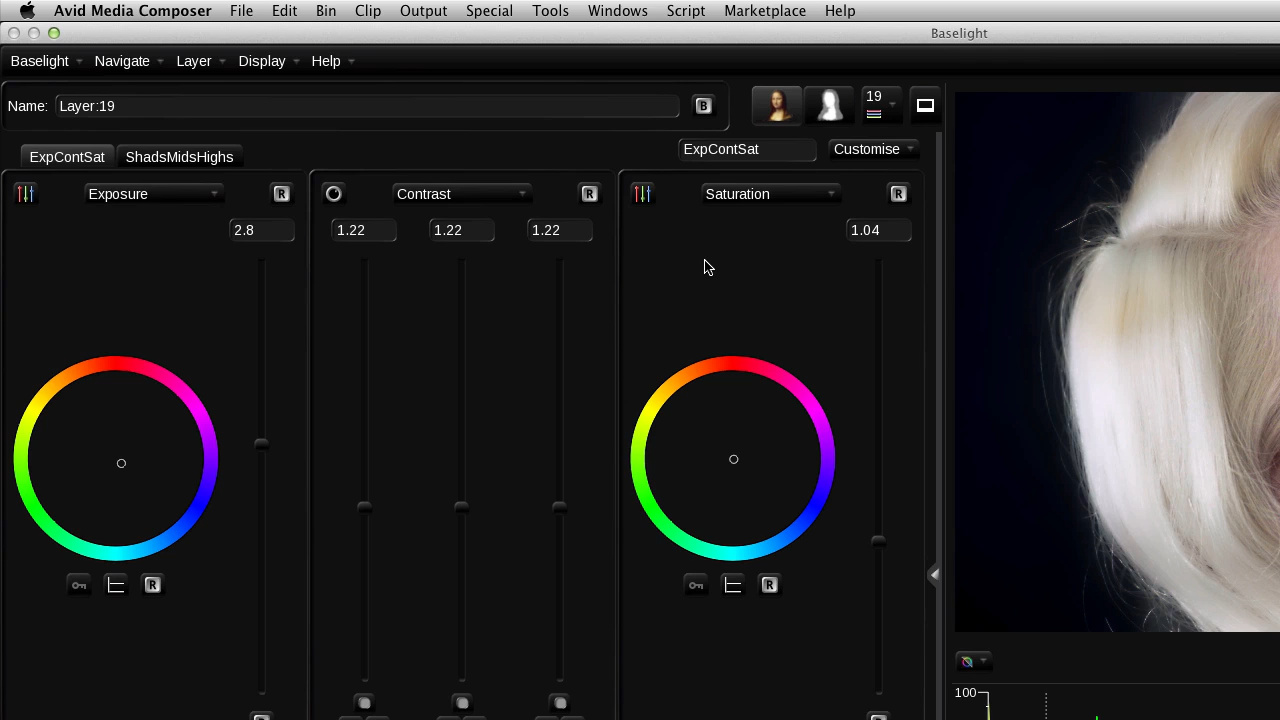 Avid Media Composer File Edit Bin Clip Output Special Tools Windows Script Marketplace Help
Baselight
Baselight Navigate Layer Display Help
Name: Layer:19 B 19
ExpContSat ShadsMidsHighs ExpContSat Customise
Exposure R Contrast R Saturation R
2.8 1.22 1.22 1.22 1.04
R R
100